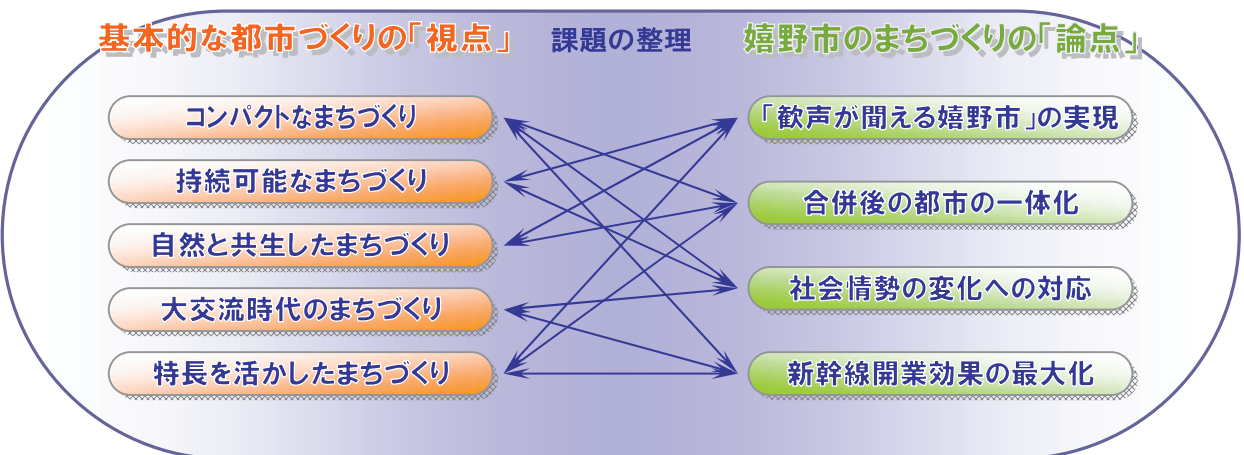 基本的な都市づくりの「視点」
課題の整理
嬉野市のまちづくりの「論点」
コンパクトなまちづくり
持続可能なまちづくり
自然と共生したまちづくり
大交流時代のまちづくり
特長を活かしたまちづくり
「歓声が聞える嬉野市」の実現
合併後の都市の一体化
社会情勢の変化への対応
新幹線開業効果の最大化